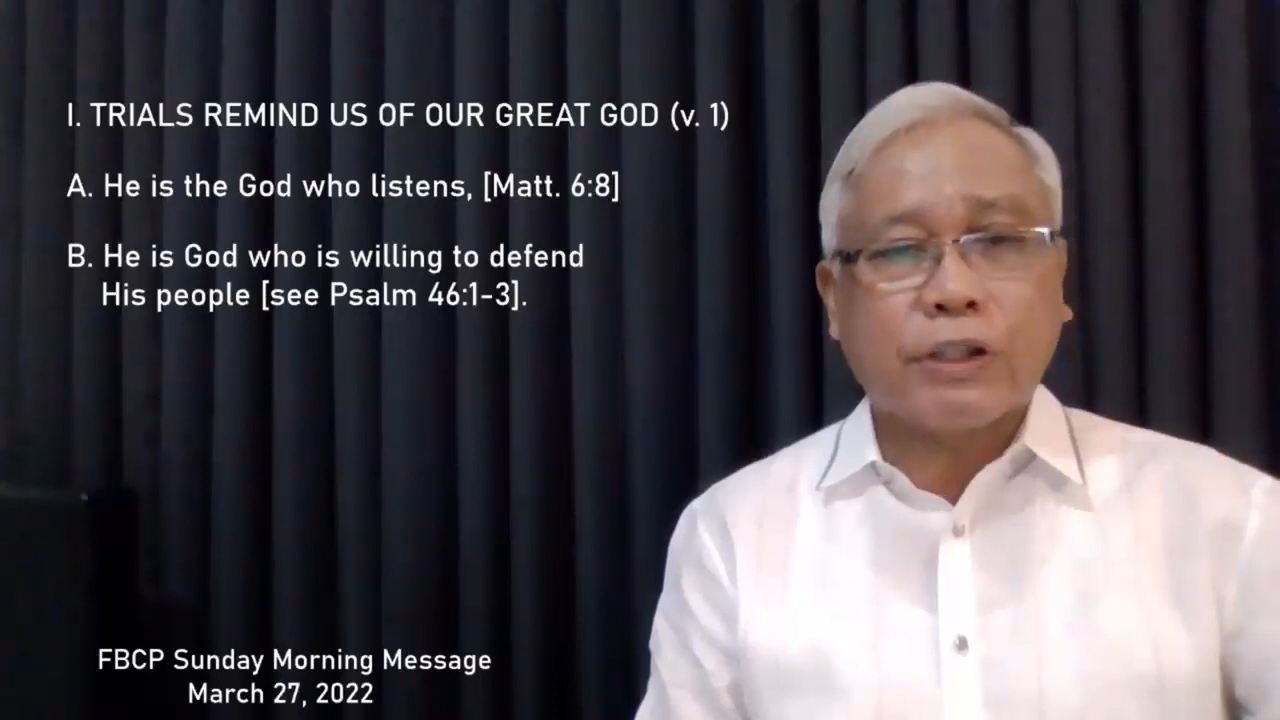 I. TRIALS REMIND US OF OUR GREAT GOD (v. 1)
A. He is the God who listens, [Matt. 6:8]
B. He is God who is willing to defend
His people [see Psalm 46:1-3].
FBCP Sunday Morning Message
March 27, 2022